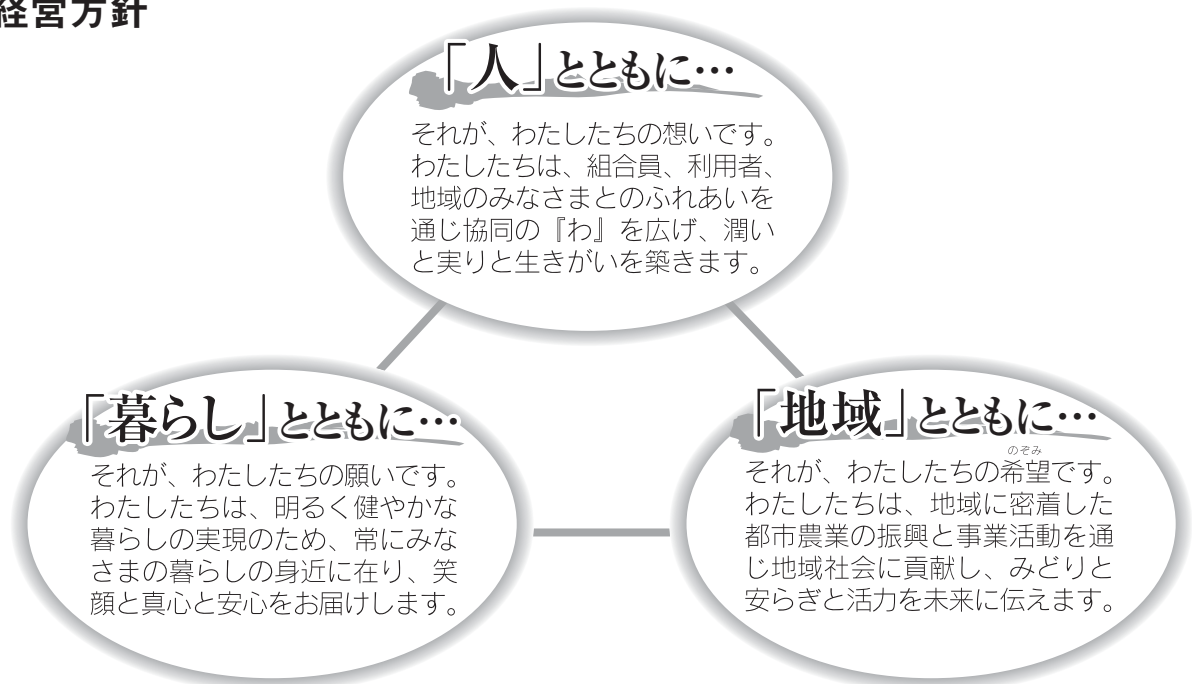 経営方針
「人」とともに…
それが、わたしたちの想いです。
わたしたちは、組合員、利用者、
地域のみなさまとのふれあいを
通じ協同の『わ』を広げ、潤い
と実りと生きがいを築きます。
「暮らし」とともに…
それが、わたしたちの願いです。
わたしたちは、明るく健やかな
暮らしの実現のため、常にみな
さまの暮らしの身近に在り、笑
顔と真心と安心をお届けします。
「地域」とともに…
のぞみ
それが、わたしたちの希望です。
わたしたちは、地域に密着した
都市農業の振興と事業活動を通
じ地域社会に貢献し、みどりと
安らぎと活力を未来に伝えます。